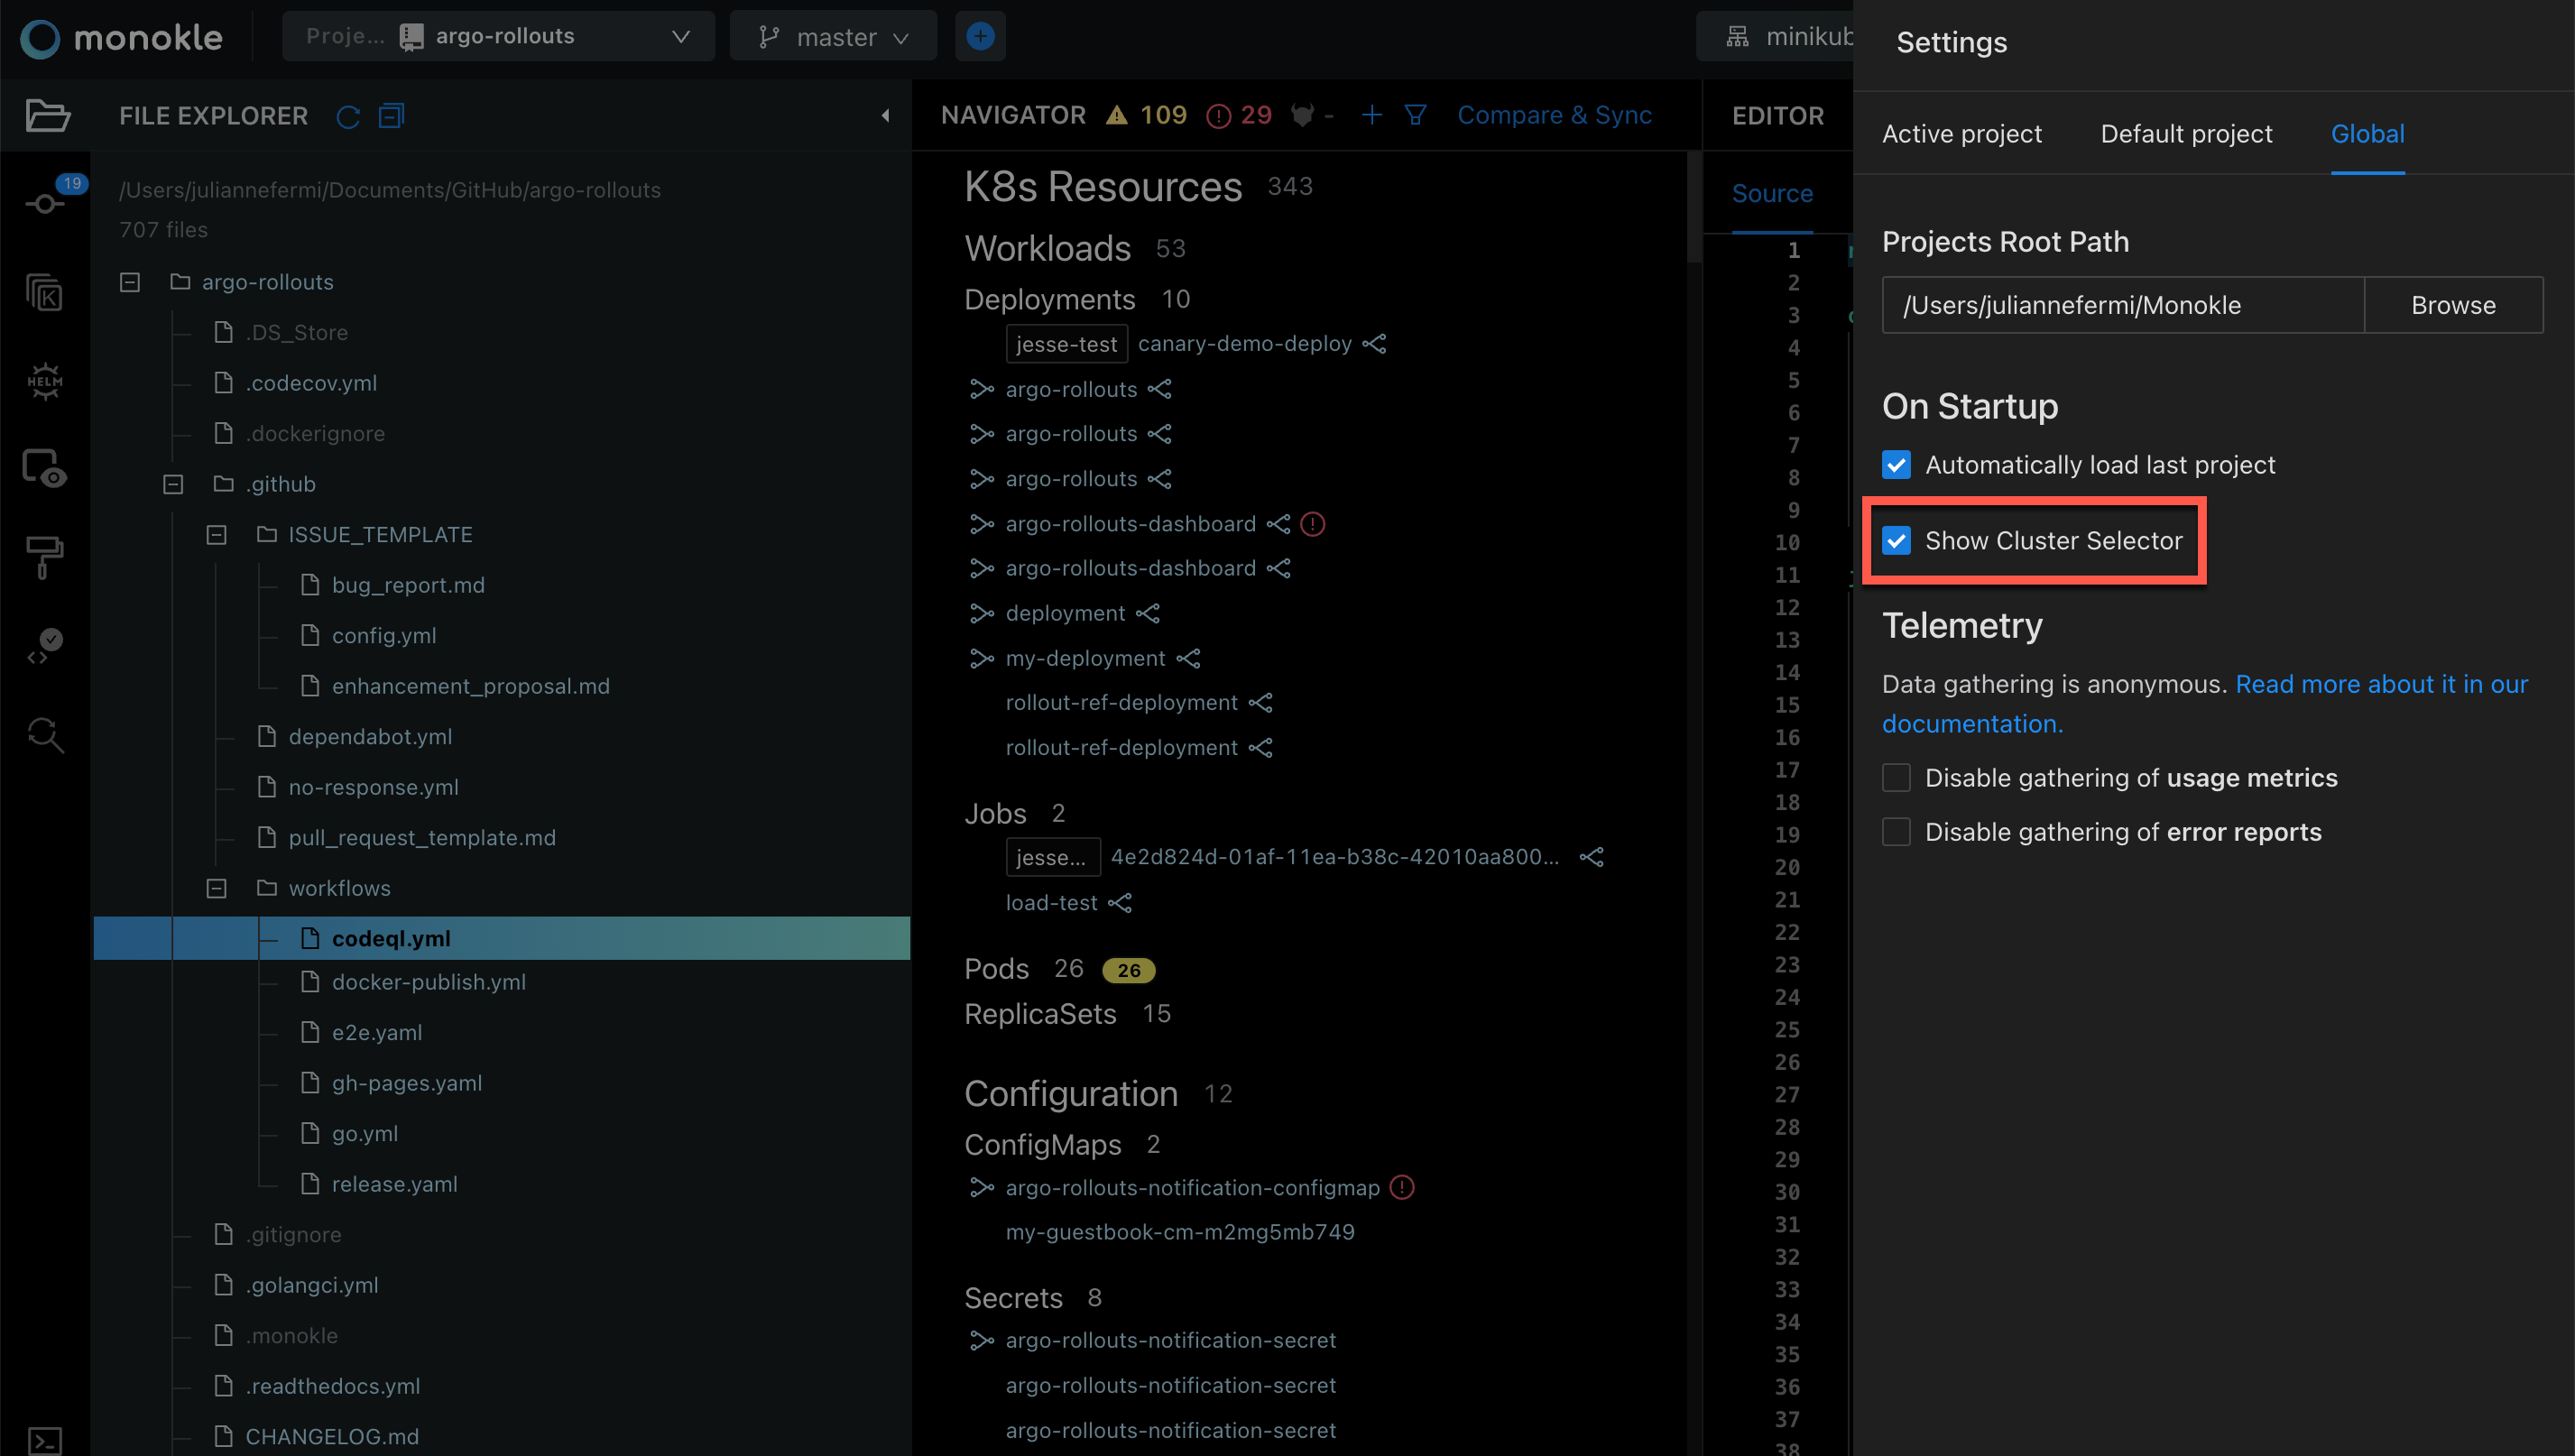 monokle
Proje... argo-rollouts
master
minikub
Settings
FILE EXPLORER
NAVIGATOR 109 29 - Compare & Sync
EDITOR
Active project Default project Global
19
/Users/juliannefermi/Documents/GitHub/argo-rollouts
707 files
argo-rollouts
.DS_Store
.codecov.yml
.dockerignore
.github
ISSUE_TEMPLATE
bug_report.md
config.yml
enhancement_proposal.md
dependabot.yml
no-response.yml
pull_request_template.md
workflows
codeql.yml
docker-publish.yml
e2e.yaml
gh-pages.yaml
go.yml
release.yaml
.gitignore
.golangci.yml
.monokle
.readthedocs.yml
CHANGELOG.md
HELM
K8s Resources 343
Workloads 53
Deployments 10
jesse-test canary-demo-deploy
argo-rollouts
argo-rollouts
argo-rollouts
argo-rollouts-dashboard
argo-rollouts-dashboard
deployment
my-deployment
rollout-ref-deployment
rollout-ref-deployment
Jobs 2
jesse... 4e2d824d-01af-11ea-b38c-42010aa800...
load-test
Pods 26 26
ReplicaSets 15
Configuration 12
ConfigMaps 2
argo-rollouts-notification-configmap
my-guestbook-cm-m2mg5mb749
Secrets 8
argo-rollouts-notification-secret
argo-rollouts-notification-secret
argo-rollouts-notification-secret
Source
1
2
3
4
5
6
7
8
9
10
11
12
13
14
15
16
17
18
19
20
21
22
23
24
25
26
27
28
29
30
31
32
33
34
35
36
37
38
Projects Root Path
/Users/juliannefermi/Monokle Browse
On Startup
Automatically load last project
Show Cluster Selector
Telemetry
Data gathering is anonymous. Read more about it in our
documentation.
Disable gathering of usage metrics
Disable gathering of error reports